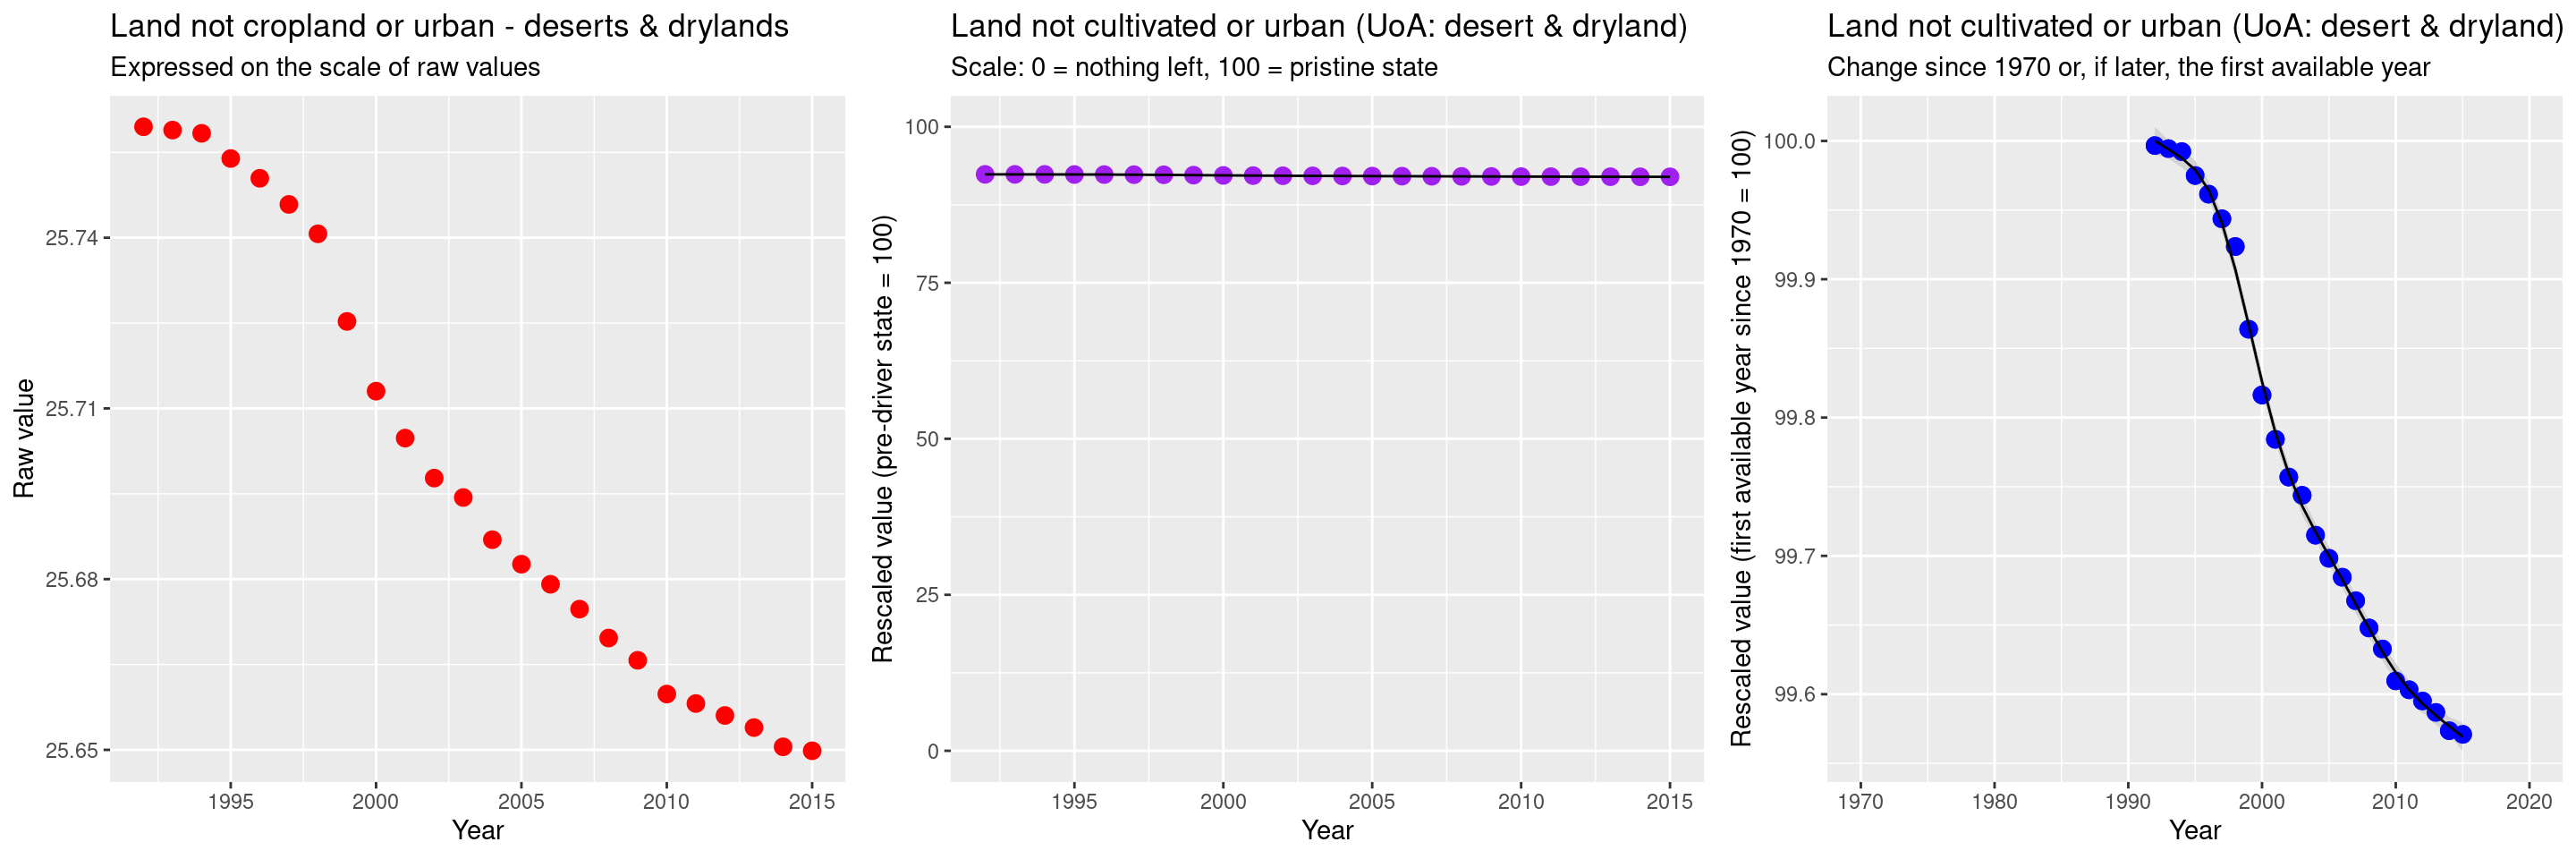 Land not cropland or urban - deserts & drylands
Expressed on the scale of raw values
Raw value
25.74
25.71
25.68
25.65
1995
2000
2005
2010
2015
Year
Land not cultivated or urban (UoA: desert & dryland)
Scale: 0 = nothing left, 100 = pristine state
Rescaled value (pre-driver state = 100)
100
75
50
25
0
1995
2000
2005
2010
2015
Year
Land not cultivated or urban (UoA: desert & dryland)
Change since 1970 or, if later, the first available year
Rescaled value (first available year since 1970 = 100)
100.0
99.9
99.8
99.7
99.6
1970
1980
1990
2000
2010
2020
Year